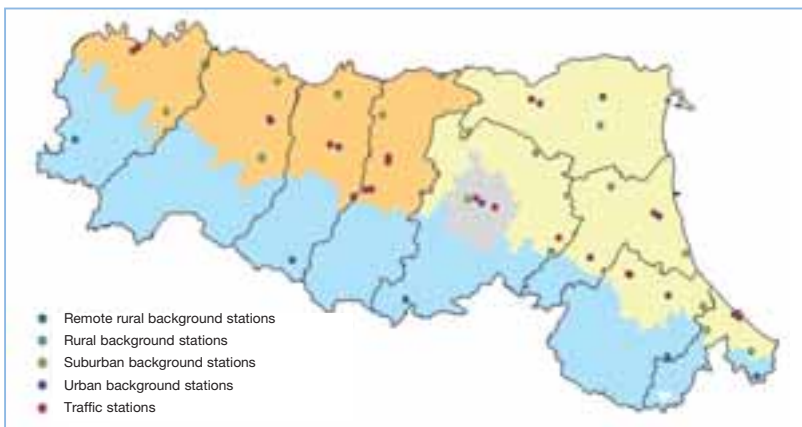 Remote rural background stations
Rural background stations
Suburban background stations
Urban background stations
Traffic stations